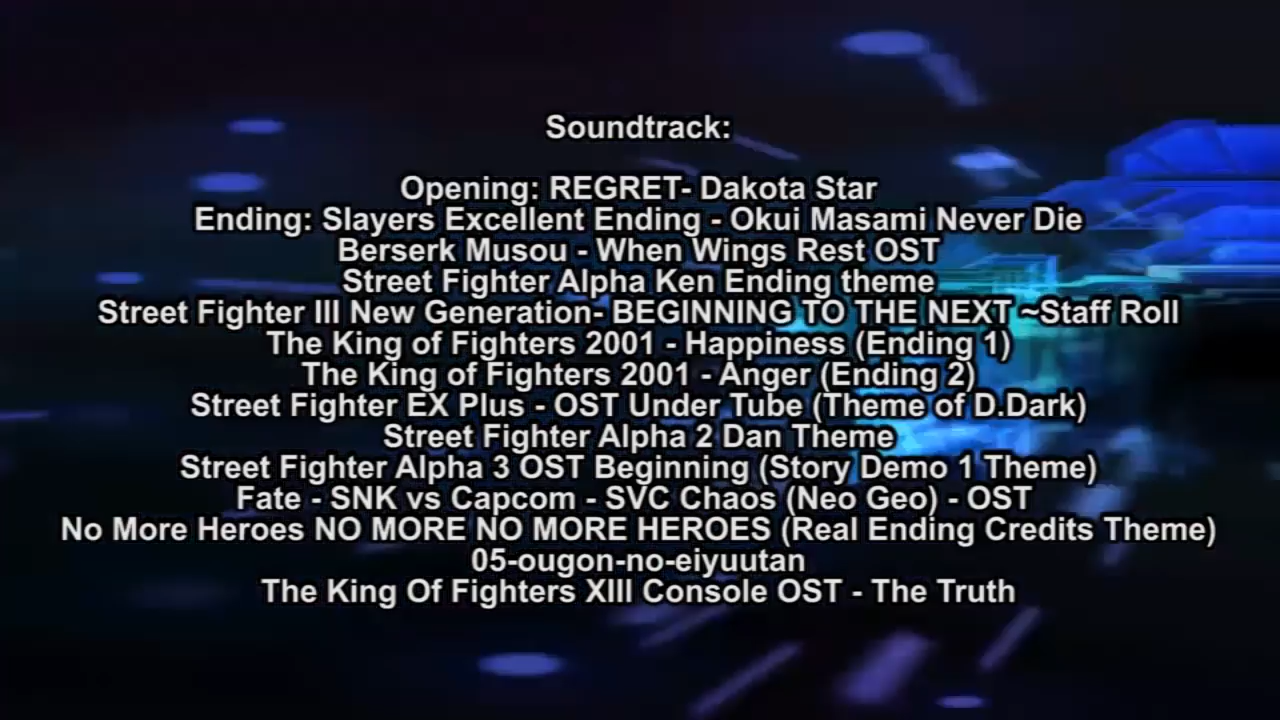 Soundtrack:
Opening: REGRET- Dakota Star
Ending: Slayers Excellent Ending - Okui Masami Never Die
Berserk Musou - When Wings Rest OST
Street Fighter Alpha Ken Ending theme
Street Fighter III New Generation- BEGINNING TO THE NEXT ~Staff Roll
The King of Fighters 2001 - Happiness (Ending 1)
The King of Fighters 2001 - Anger (Ending 2)
Street Fighter EX Plus - OST Under Tube (Theme of D.Dark)
Street Fighter Alpha 2 Dan Theme
Street Fighter Alpha 3 OST Beginning (Story Demo 1 Theme)
Fate - SNK vs Capcom - SVC Chaos (Neo Geo) - OST
No More Heroes NO MORE NO MORE HEROES (Real Ending Credits Theme)
05-ougon-no-eiyuutan
The King Of Fighters XIII Console OST - The Truth